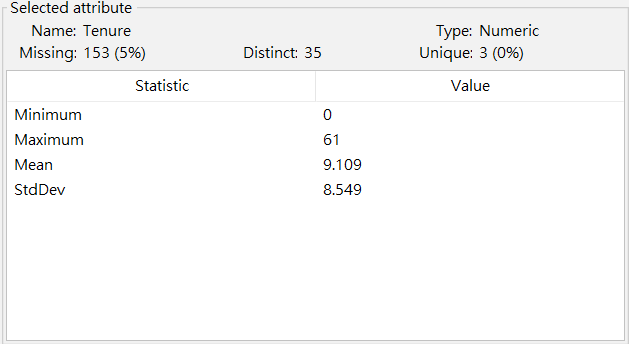 Selected attribute
Name: Tenure Type: Numeric
Missing: 153 (5%) Distinct: 35 Unique: 3 (0%)
Statistic Value
Minimum 0
Maximum 61
Mean 9.109
StdDev 8.549